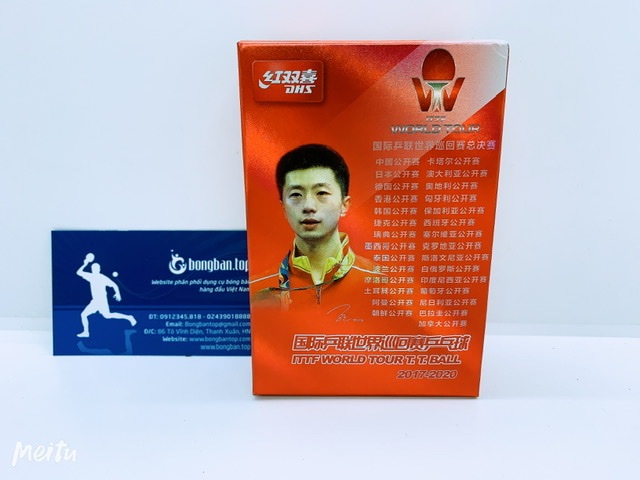 红双喜
DHS
ITTF
WORLD TOUR
国际乒联世界巡回赛总决赛
中国公开赛 卡塔尔公开赛
日本公开赛 澳大利亚公开赛
德国公开赛 奥地利公开赛
香港公开赛 匈牙利公开赛
韩国公开赛 保加利亚公开赛
捷克公开赛 西班牙公开赛
瑞典公开赛 塞尔维亚公开赛
墨西哥公开赛 克罗地亚公开赛
泰国公开赛 斯洛文尼亚公开赛
波兰公开赛 白俄罗斯公开赛
摩洛哥公开赛 印度尼西亚公开赛
土耳其公开赛 葡萄牙公开赛
阿曼公开赛 尼日利亚公开赛
朝鲜公开赛 巴拉圭公开赛
加拿大公开赛
国际乒联世界巡回赛乒乓球
ITTF WORLD TOUR T. T. BALL
2017-2020
bongban.top
Website phân phối dụng cụ bóng bà
hàng đầu Việt Nam
ĐT: 0912345.818 - 02439018888
Email: Bongbantop@gmail.com
Đ/C: 86 Tô Vĩnh Diện, Thanh Xuân, HN
Website: www.bongbantop.com
www.bongban.top
Meitu